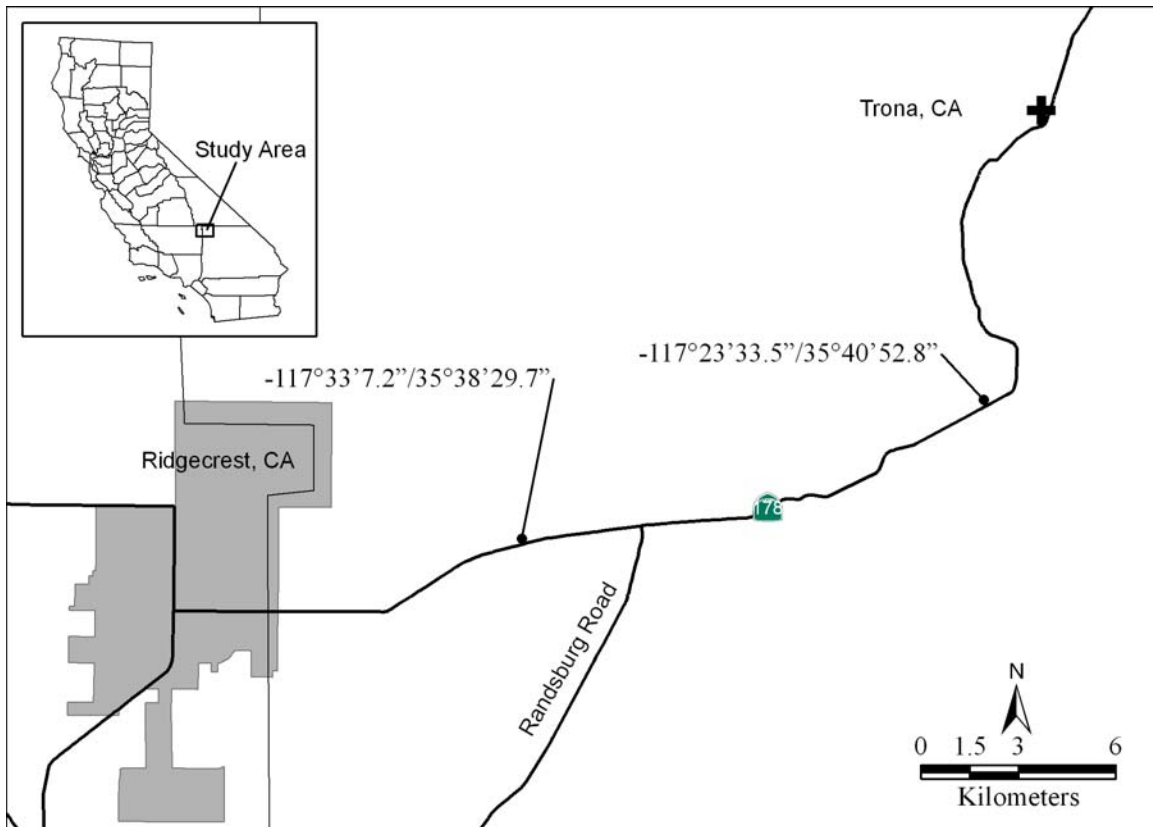 Trona, CA
Study Area
-117°23’33.5”/35°40’52.8”
-117°33’7.2”/35°38’29.7”
Ridgecrest, CA
178
Randsburg Road
N
0 1.5 3 6
Kilometers